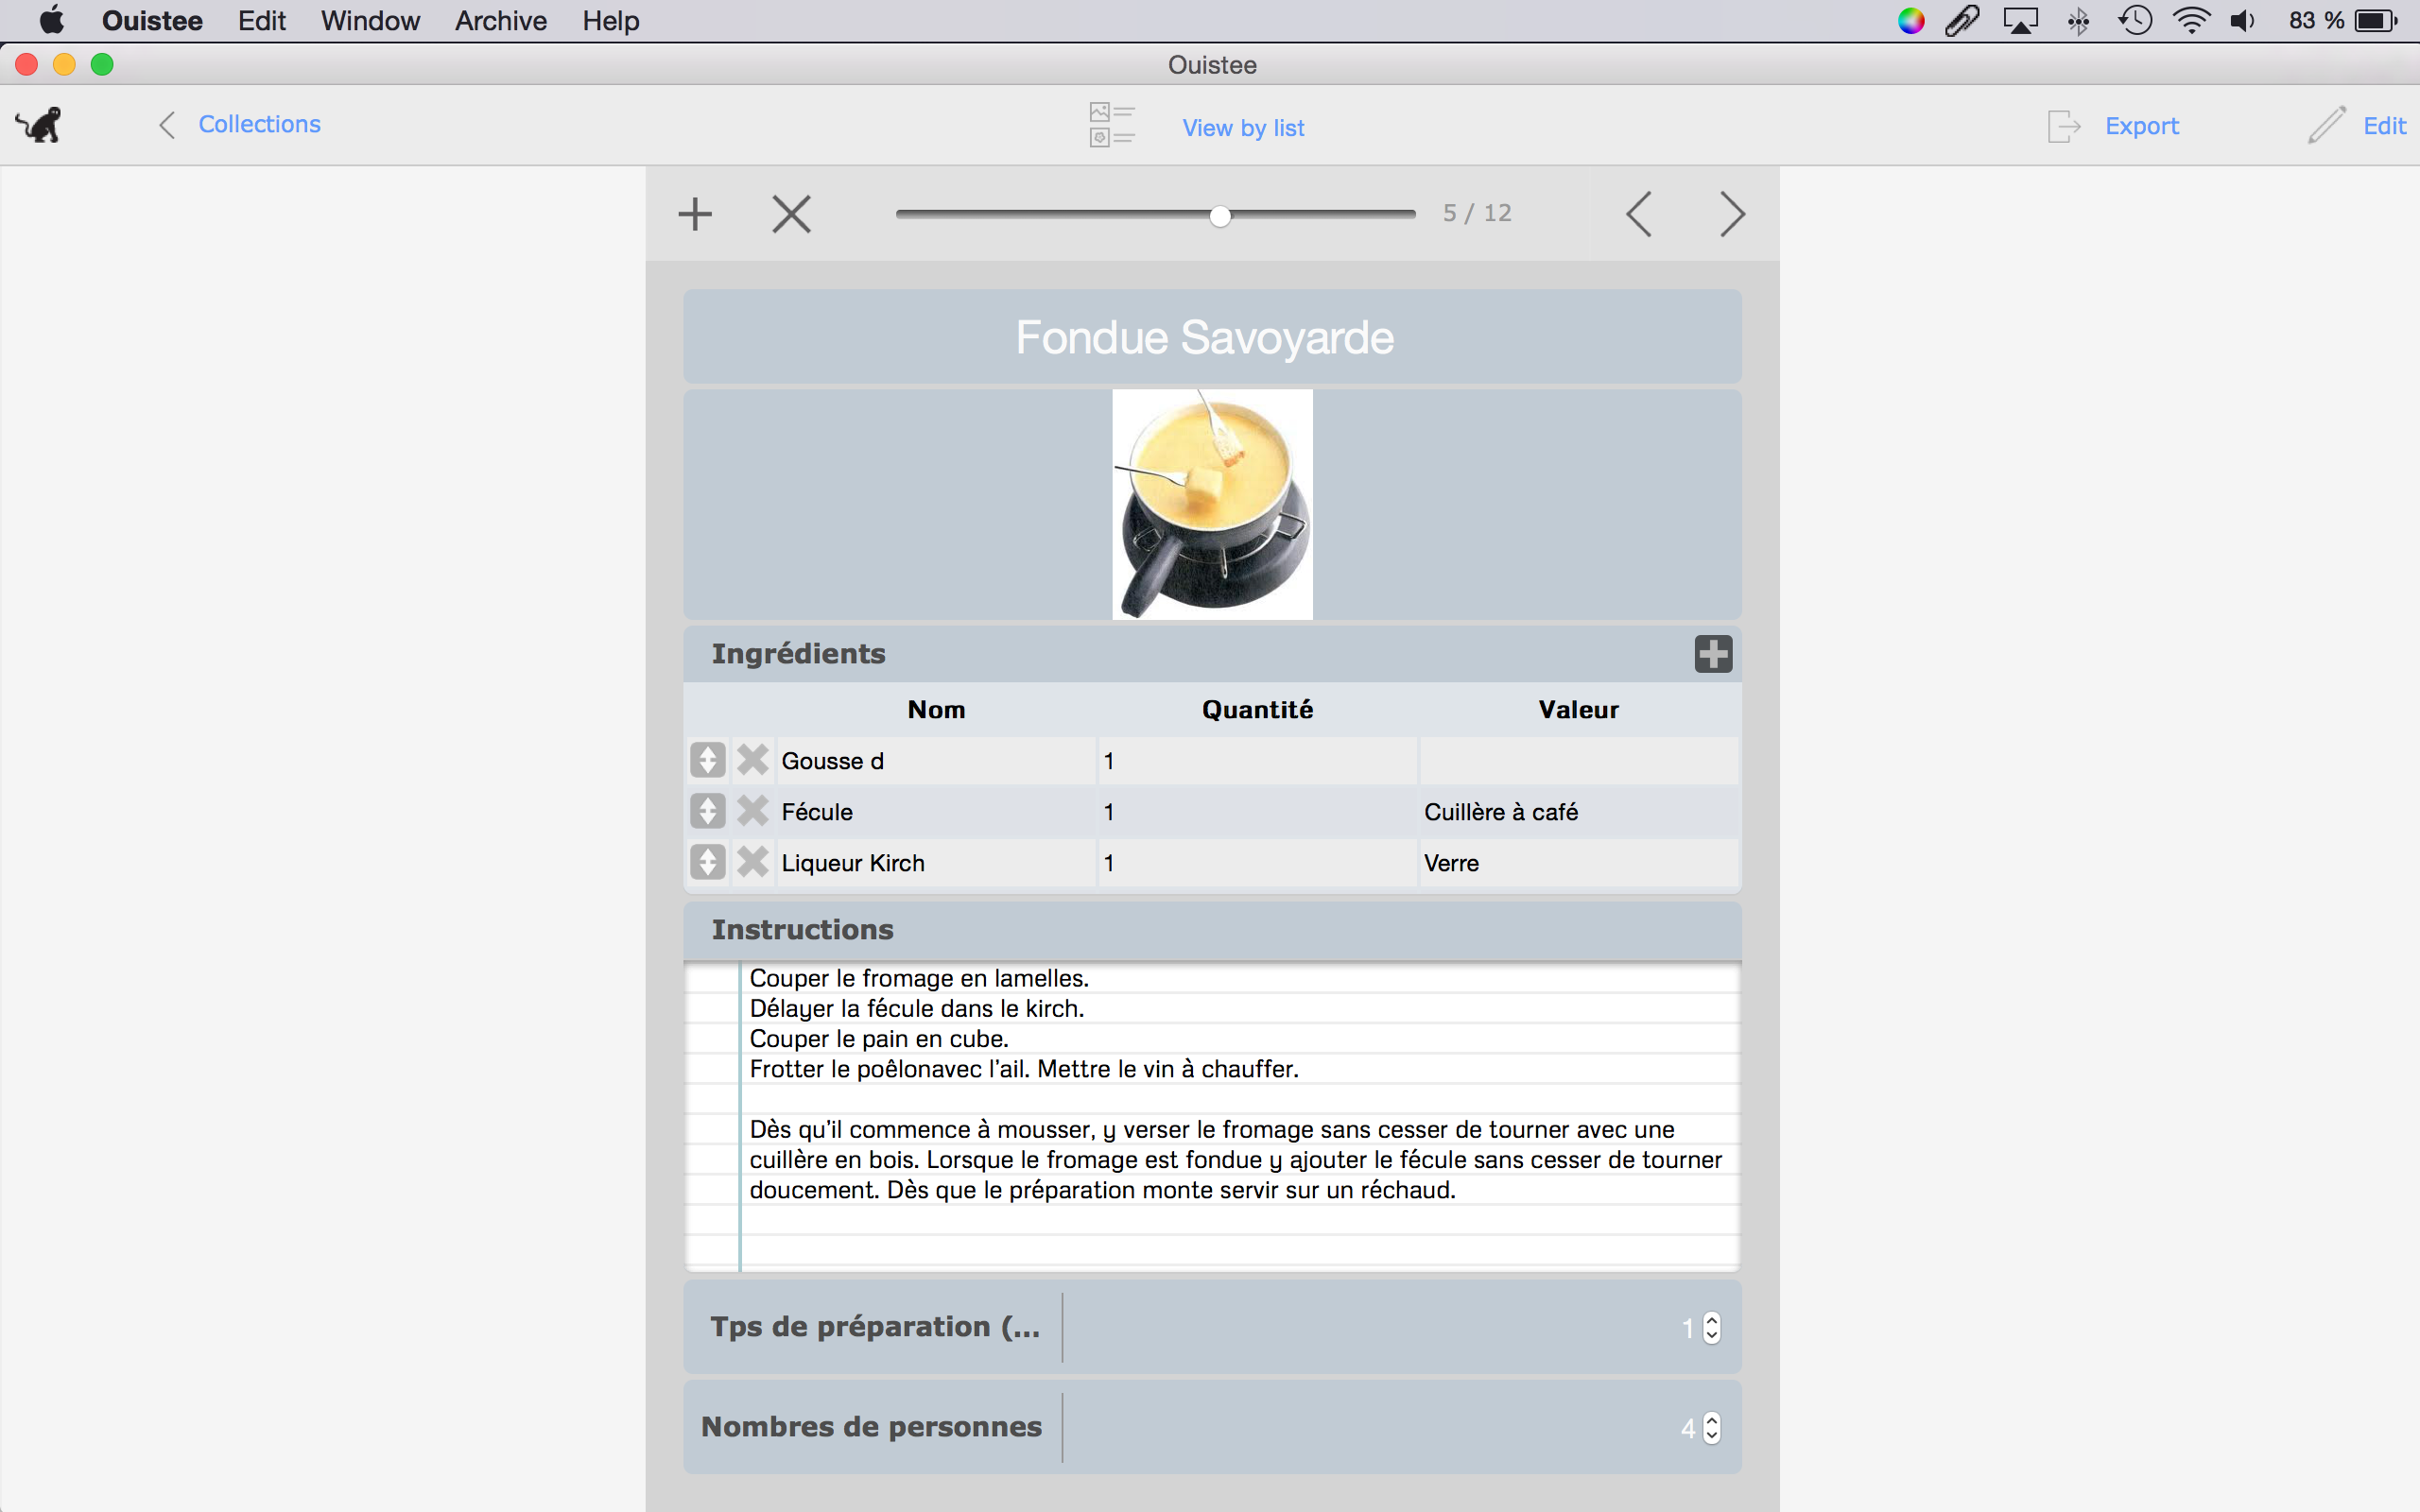 Ouistee Edit Window Archive Help 83 %
Ouistee
Collections View by list Export Edit
5 / 12
Fondue Savoyarde
Ingrédients
Nom Quantité Valeur
Gousse d 1
Fécule 1 Cuillère à café
Liqueur Kirch 1 Verre
Instructions
Couper le fromage en lamelles.
Délayer la fécule dans le kirch.
Couper le pain en cube.
Frotter le poêlonavec l’ail. Mettre le vin à chauffer.
Dès qu’il commence à mousser, y verser le fromage sans cesser de tourner avec une
cuillère en bois. Lorsque le fromage est fondue y ajouter le fécule sans cesser de tourner
doucement. Dès que le préparation monte servir sur un réchaud.
Tps de préparation (... 1
Nombres de personnes 4